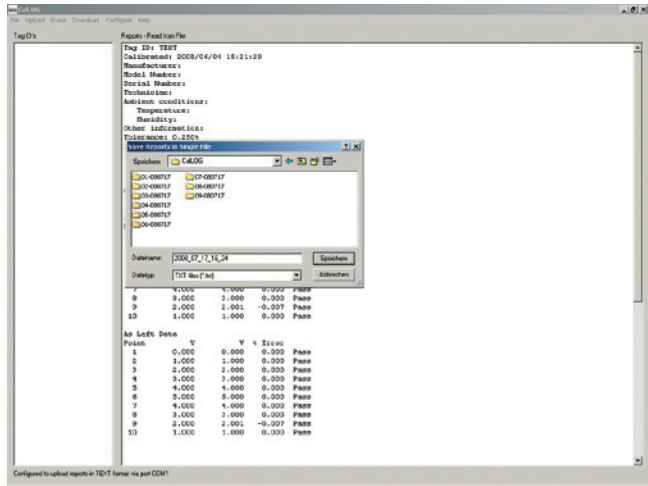 CalLOG
File Upload Erase Download Configure Help
Tag ID's
Reports - Read from File
Tag ID: TEST
Calibrated: 2008/06/04 15:21:29
Manufacturer:
Model Number:
Serial Number:
Technician:
Ambient conditions:
Temperature:
Humidity:
Other information:
Tolerance: 0.250%
Save Reports in Single File
Speichern CalLOG
01-080717 07-080717
02-080717 08-080717
03-080717 09-080717
04-080717
05-080717
06-080717
Dateiname: 2008_07_17_16_24 Speichern
Dateityp: TXT files (*.txt) Abbrechen
7 4.000 4.000 0.000 Pass
8 3.000 3.000 0.000 Pass
9 2.000 2.001 -0.007 Pass
10 1.000 1.000 0.000 Pass
As Left Data
Point V V % Error
1 0.000 0.000 0.000 Pass
2 1.000 1.000 0.000 Pass
3 2.000 2.000 0.000 Pass
4 3.000 3.000 0.000 Pass
5 4.000 4.000 0.000 Pass
6 5.000 5.000 0.000 Pass
7 4.000 4.000 0.000 Pass
8 3.000 3.000 0.000 Pass
9 2.000 2.001 -0.007 Pass
10 1.000 1.000 0.000 Pass
Configured to upload reports in TEXT format via port COM1